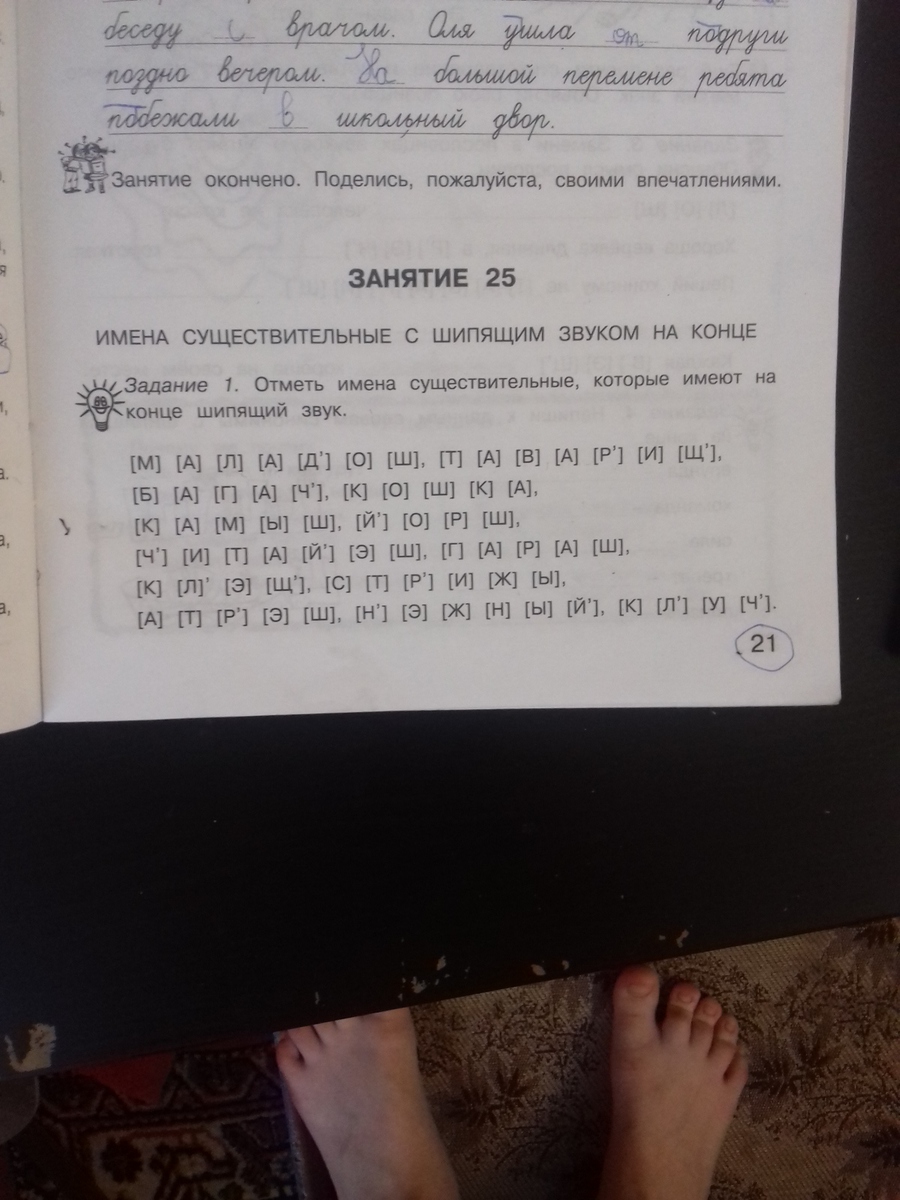 беседу с врачом. Оля ушла от подруги
поздно вечером. На большой перемене ребята
побежали в школьный двор.
Занятие окончено. Поделись, пожалуйста, своими впечатлениями.
ЗАНЯТИЕ 25
ИМЕНА СУЩЕСТВИТЕЛЬНЫЕ С ШИПЯЩИМ ЗВУКОМ НА КОНЦЕ
Задание 1. Отметь имена существительные, которые имеют на
конце шипящий звук.
[М] [А] [Л] [А] [Д'] [О] [Ш], [Т] [А] [В] [А] [Р'] [И] [Щ'],
[Б] [А] [Г] [А] [Ч'], [К] [О] [Ш] [К] [А],
[К] [А] [М] [Ы] [Ш], [Й'] [О] [Р] [Ш],
[Ч'] [И] [Т] [А] [Й'] [Э] [Ш], [Г] [А] [Р] [А] [Ш],
[К] [Л]' [Э] [Щ'], [С] [Т] [Р'] [И] [Ж] [Ы],
[А] [Т] [Р'] [Э] [Ш], [Н'] [Э] [Ж] [Н] [Ы] [Й'], [К] [Л'] [У] [Ч'].
21